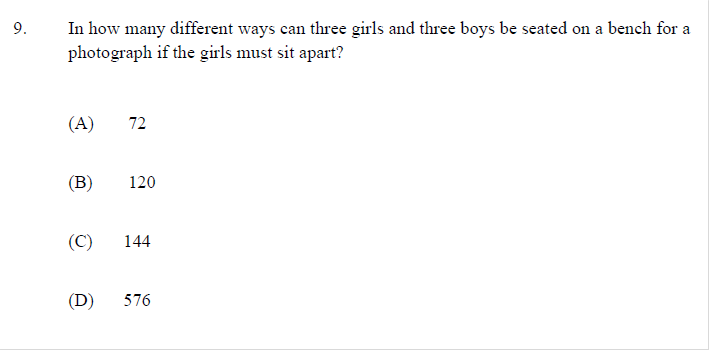 9. In how many different ways can three girls and three boys be seated on a bench for a
photograph if the girls must sit apart?
(A) 72
(B) 120
(C) 144
(D) 576